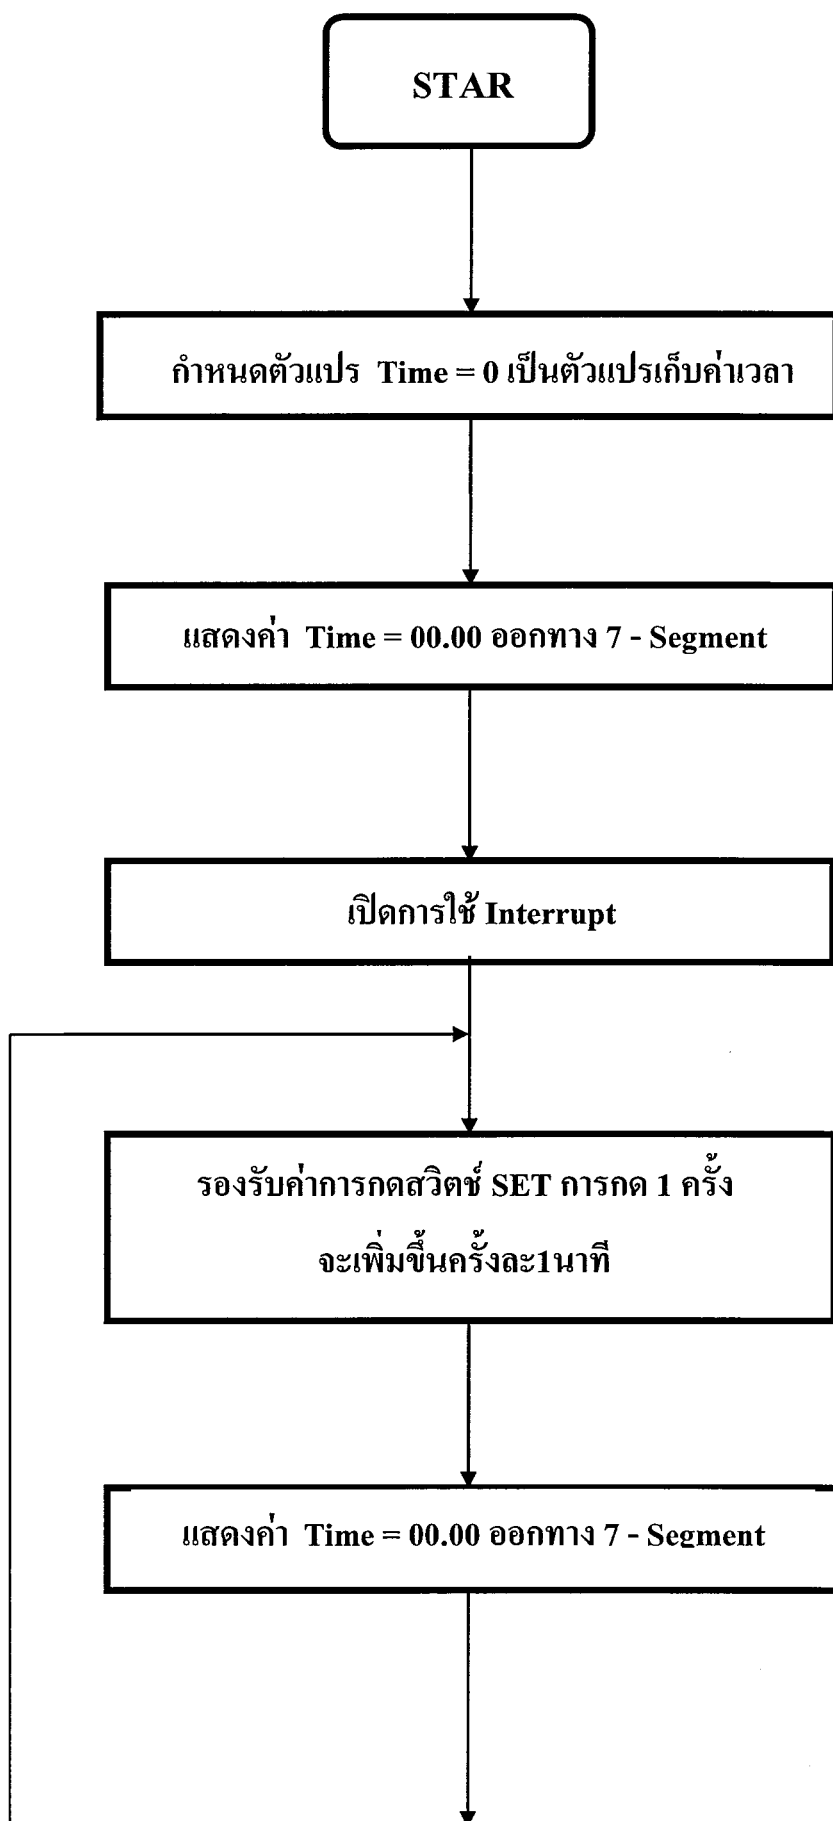 STAR
กำหนดตัวแปร Time = 0 เป็นตัวแปรเก็บค่าเวลา
แสดงค่า Time = 00.00 ออกทาง 7 - Segment
เปิดการใช้ Interrupt
รองรับค่าการกดสวิตช์ SET การกด 1 ครั้ง
จะเพิ่มขึ้นครั้งละ1นาที
แสดงค่า Time = 00.00 ออกทาง 7 - Segment